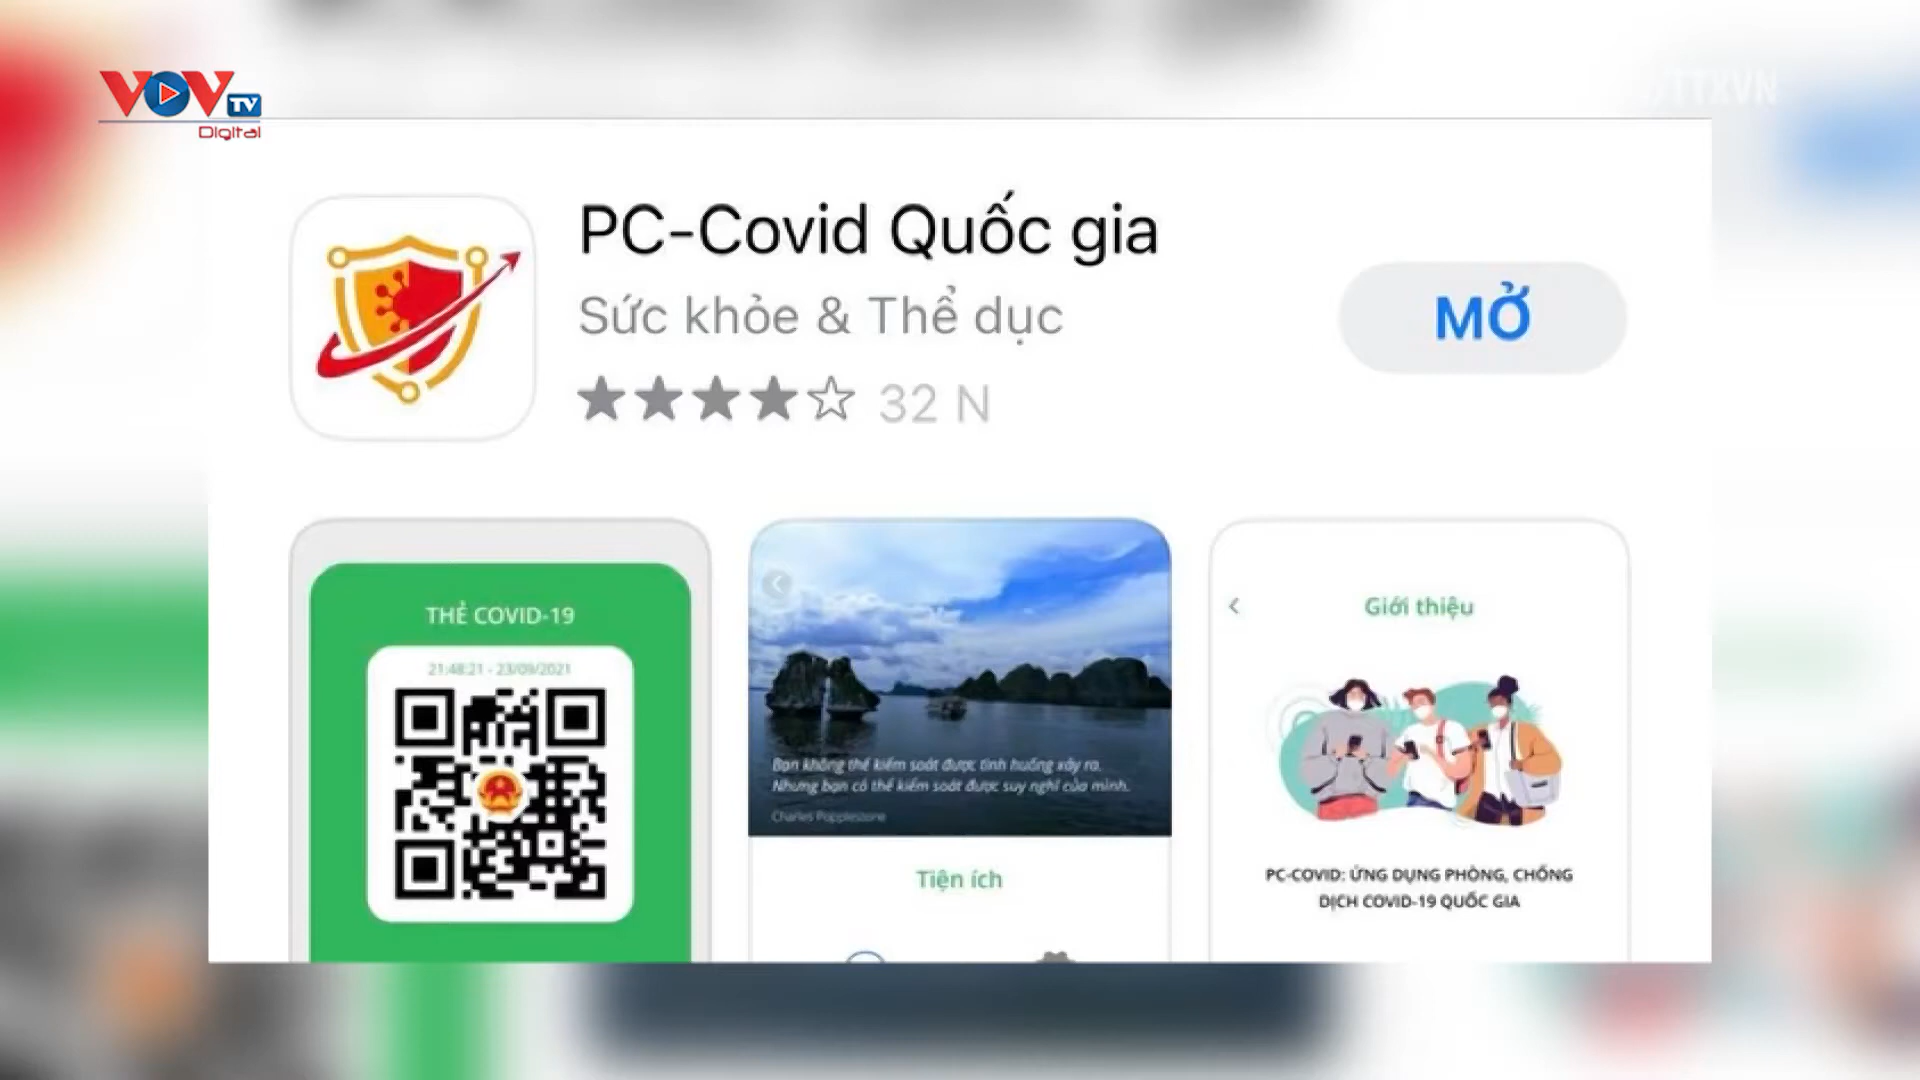 VOV TV
Digital
TTXVN
PC-Covid Quốc gia
Sức khỏe & Thể dục
32 N
MỞ
THẺ COVID-19
21:48:21 - 23/09/2021
Bạn không thể kiểm soát được tình huống xảy ra.
Nhưng bạn có thể kiểm soát được suy nghĩ của mình.
Charles Popplestone
Tiện ích
Giới thiệu
PC-COVID: ỨNG DỤNG PHÒNG, CHỐNG
DỊCH COVID-19 QUỐC GIA